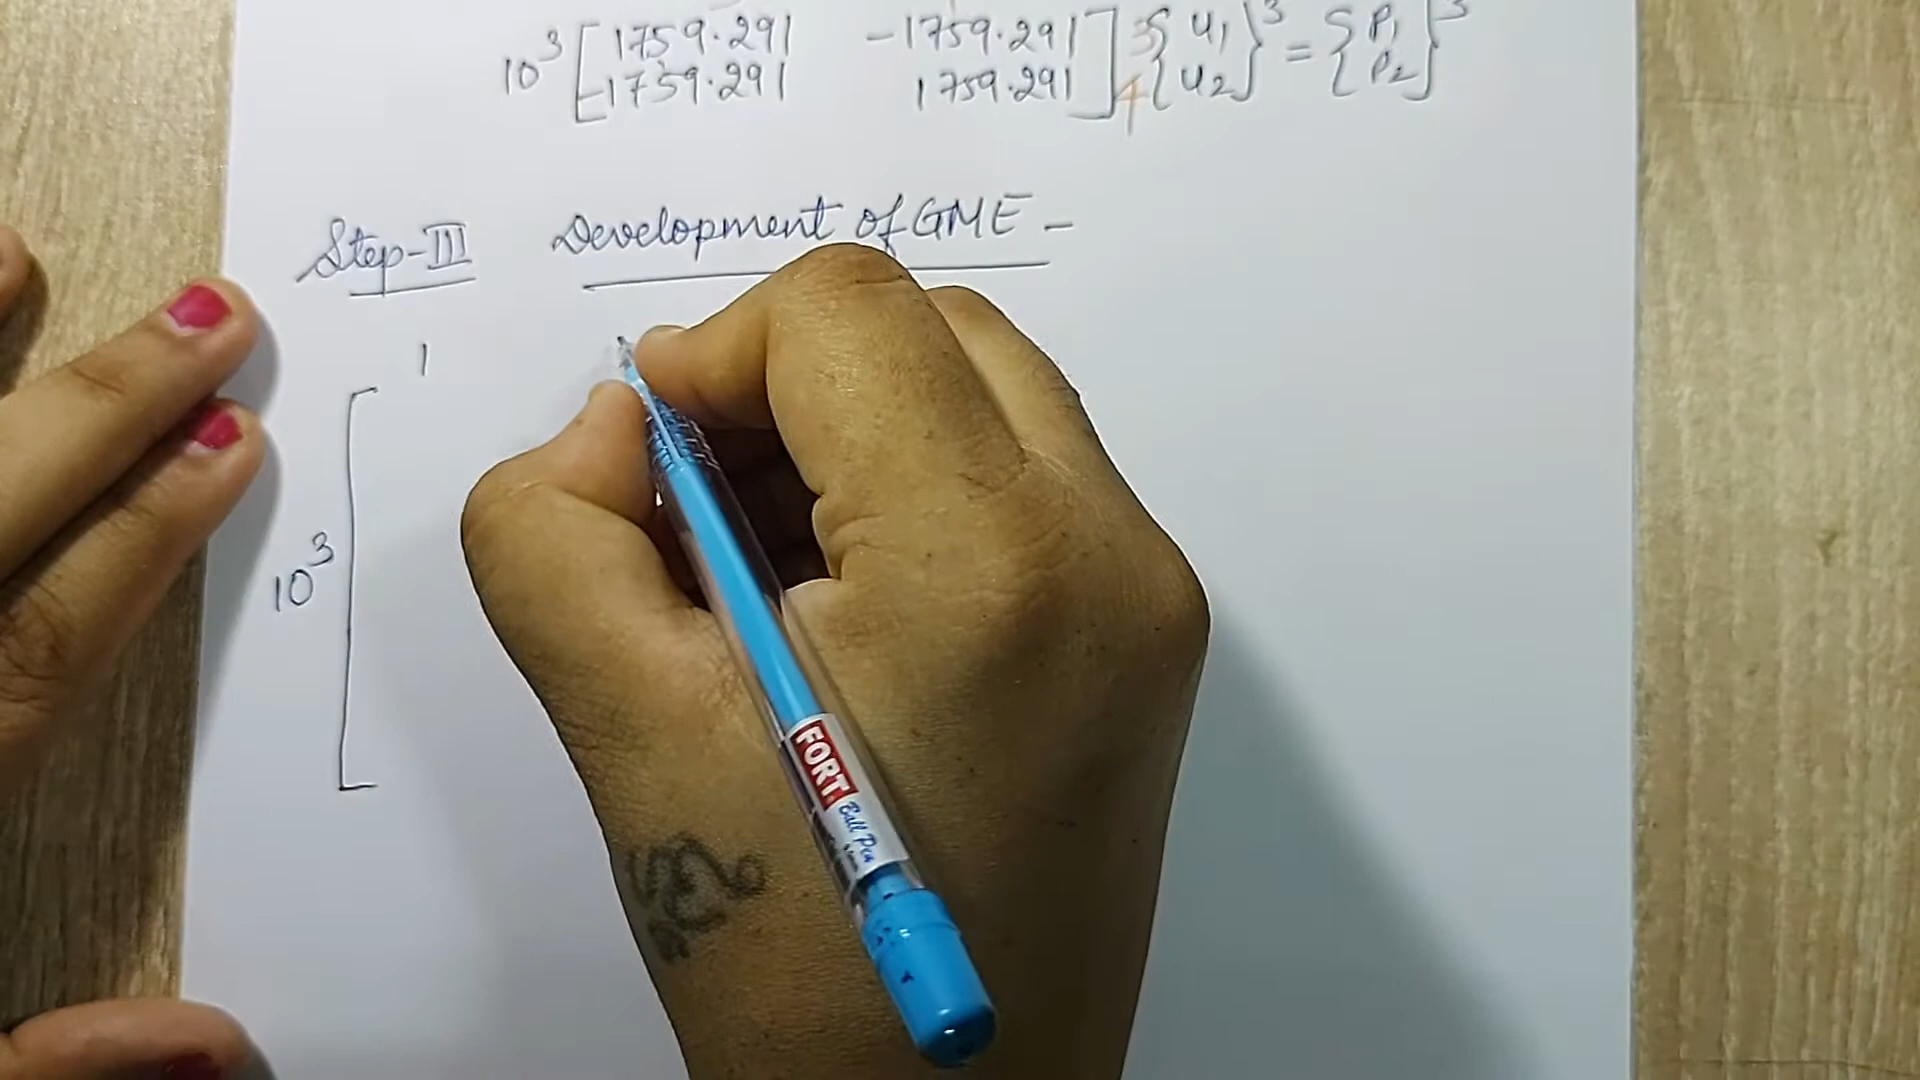 10³ [ 1759.291 -1759.291 ] 3 { u₁ }³ = { P₁ }³
-1759.291 1759.291 4 u₂ P₂
Step-III Development of GME -
1
10³ [
FORT
Ball Pen